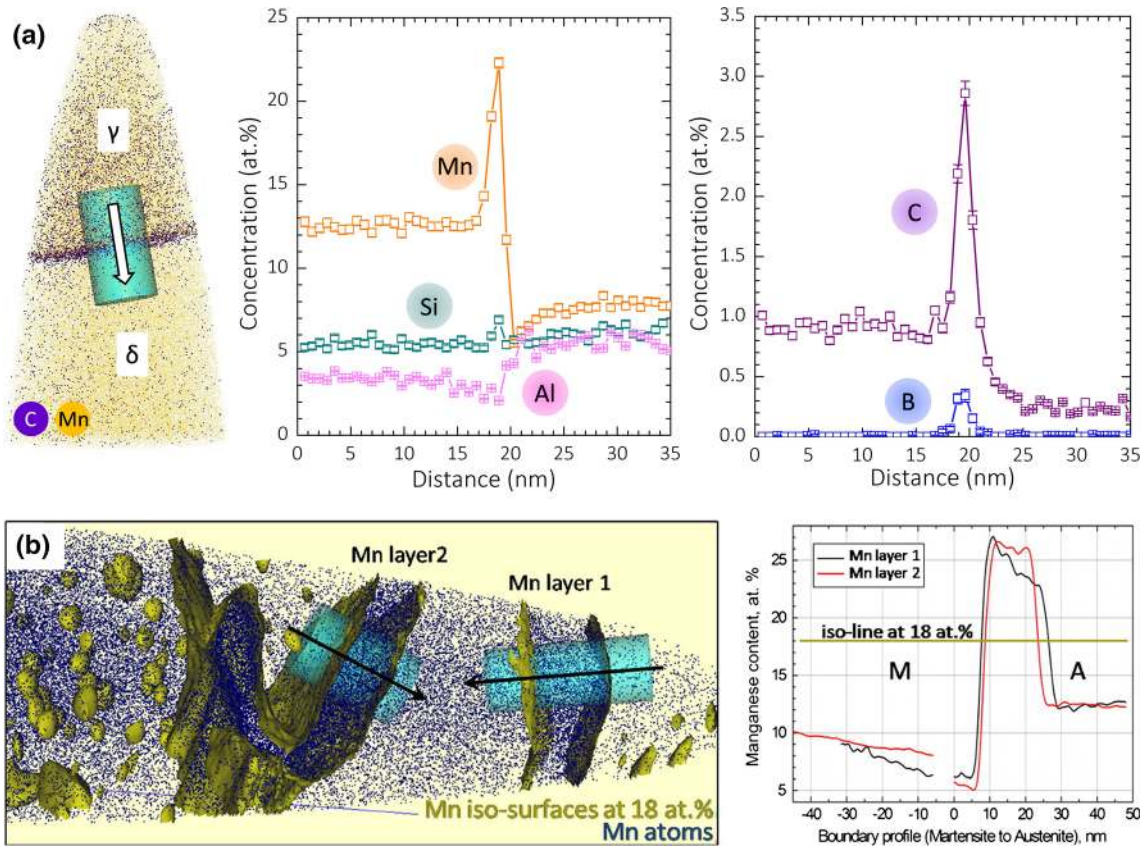 (a)
γ
δ
C Mn
Concentration (at.%)
25
20
15
10
5
0
Mn
Si
Al
0 5 10 15 20 25 30 35
Distance (nm)
Concentration (at.%)
3.5
3.0
2.5
2.0
1.5
1.0
0.5
0.0
C
B
0 5 10 15 20 25 30 35
Distance (nm)
(b)
Mn layer2
Mn layer 1
Mn iso-surfaces at 18 at.%
Mn atoms
Manganese content, at. %
25
20
15
10
5
Mn layer 1
Mn layer 2
iso-line at 18 at.%
M
A
-40 -30 -20 -10 0 10 20 30 40 50
Boundary profile (Martensite to Austenite), nm